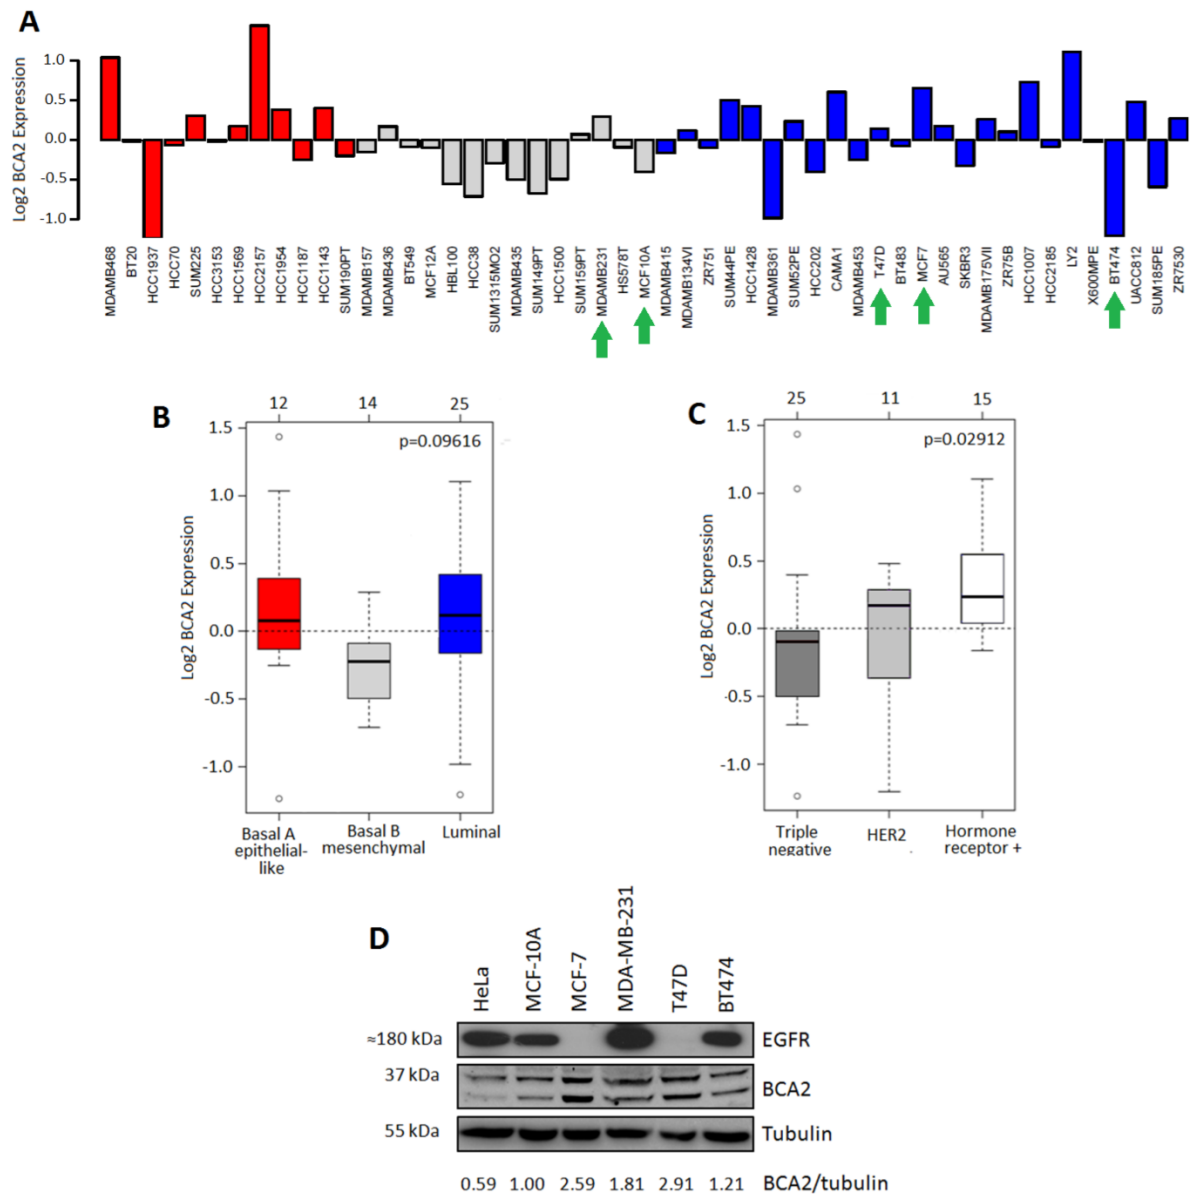 A
Log2 BCA2 Expression
1.0
0.5
0.0
-0.5
-1.0
MDAMB468
BT20
HCC1937
HCC70
SUM225
HCC3153
HCC1569
HCC2157
HCC1954
HCC1187
HCC1143
SUM190PT
MDAMB157
MDAMB436
BT549
MCF12A
HBL100
HCC38
SUM1315MO2
MDAMB435
SUM149PT
HCC1500
SUM159PT
MDAMB231
HS578T
MCF10A
MDAMB415
MDAMB134VI
ZR751
SUM44PE
HCC1428
MDAMB361
SUM52PE
HCC202
CAMA1
MDAMB453
T47D
BT483
MCF7
AU565
SKBR3
MDAMB175VII
ZR75B
HCC1007
HCC2185
LY2
X600MPE
BT474
UACC812
SUM185PE
ZR7530
B
12 14 25
p=0.09616
Log2 BCA2 Expression
1.5
1.0
0.5
0.0
-0.5
-1.0
Basal A
epithelial-
like
Basal B
mesenchymal
Luminal
C
25 11 15
p=0.02912
Log2 BCA2 Expression
1.5
1.0
0.5
0.0
-0.5
-1.0
Triple
negative
HER2
Hormone
receptor +
D
HeLa
MCF-10A
MCF-7
MDA-MB-231
T47D
BT474
≈180 kDa
EGFR
37 kDa
BCA2
55 kDa
Tubulin
0.59 1.00 2.59 1.81 2.91 1.21 BCA2/tubulin